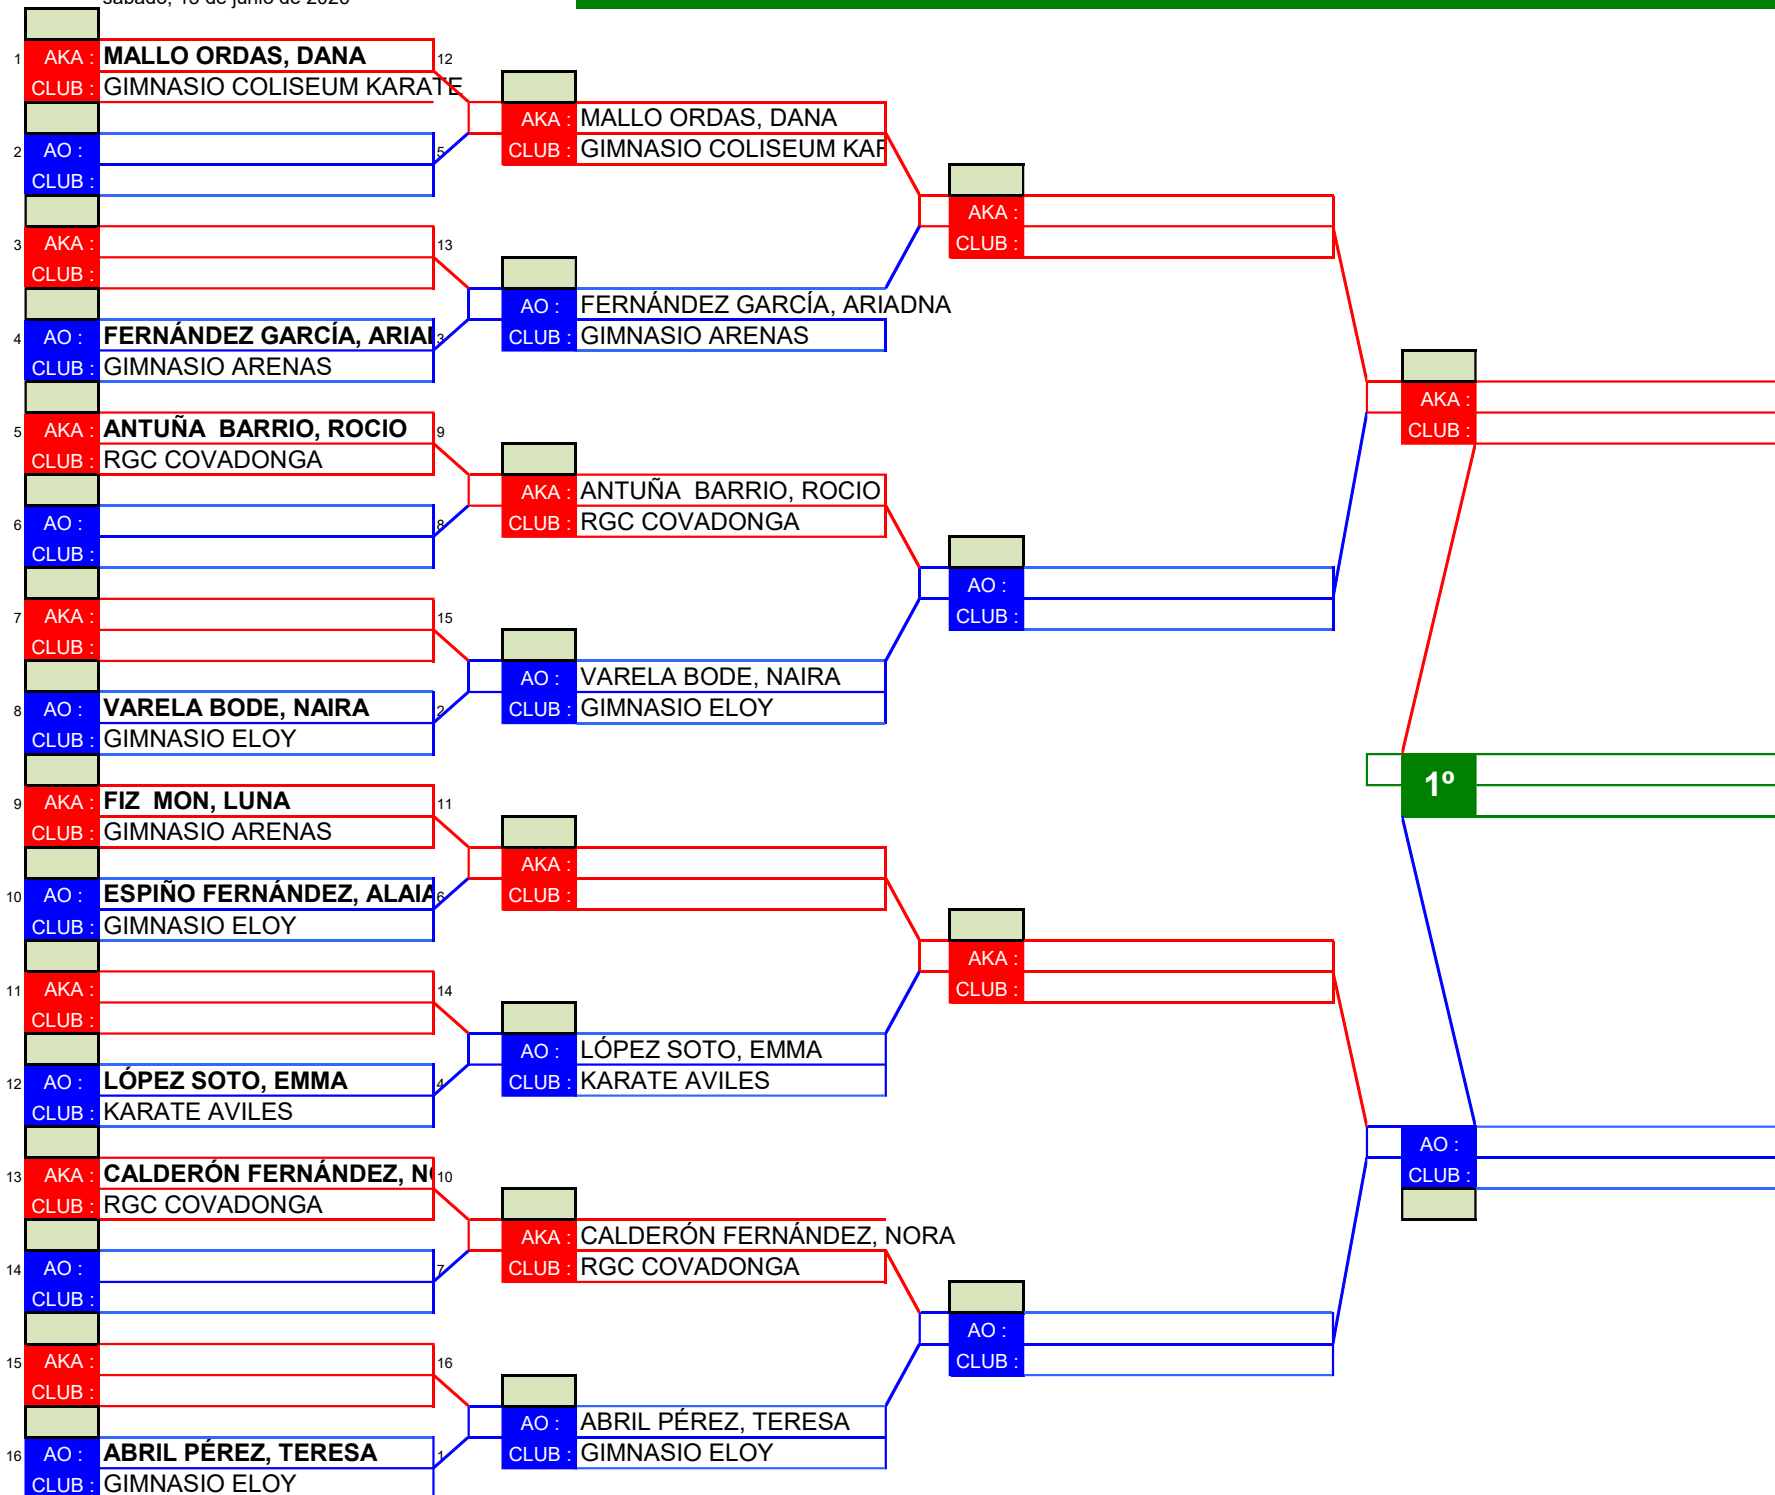 1 AKA : MALLO ORDAS, DANA 12
CLUB : GIMNASIO COLISEUM KARATE
AKA : MALLO ORDAS, DANA
2 AO : 5
CLUB : GIMNASIO COLISEUM KAR
CLUB :
AKA :
3 AKA : 13
CLUB :
CLUB :
AO : FERNÁNDEZ GARCÍA, ARIADNA
4 AO : FERNÁNDEZ GARCÍA, ARIAD 3
CLUB : GIMNASIO ARENAS
CLUB : GIMNASIO ARENAS
AKA :
5 AKA : ANTUÑA  BARRIO, ROCIO 9
CLUB :
CLUB : RGC COVADONGA
AKA : ANTUÑA  BARRIO, ROCIO
6 AO : 8
CLUB : RGC COVADONGA
CLUB :
AO :
7 AKA : 15
CLUB :
CLUB :
AO : VARELA BODE, NAIRA
8 AO : VARELA BODE, NAIRA 2
CLUB : GIMNASIO ELOY
CLUB : GIMNASIO ELOY
1º
9 AKA : FIZ  MON, LUNA 11
CLUB : GIMNASIO ARENAS
AKA :
10 AO : ESPIÑO FERNÁNDEZ, ALAIA 6
CLUB :
CLUB : GIMNASIO ELOY
AKA :
11 AKA : 14
CLUB :
CLUB :
AO : LÓPEZ SOTO, EMMA
12 AO : LÓPEZ SOTO, EMMA 4
CLUB : KARATE AVILES
CLUB : KARATE AVILES
AO :
13 AKA : CALDERÓN FERNÁNDEZ, NO 10
CLUB :
CLUB : RGC COVADONGA
AKA : CALDERÓN FERNÁNDEZ, NORA
14 AO : 7
CLUB : RGC COVADONGA
CLUB :
AO :
15 AKA : 16
CLUB :
CLUB :
AO : ABRIL PÉREZ, TERESA
16 AO : ABRIL PÉREZ, TERESA 1
CLUB : GIMNASIO ELOY
CLUB : GIMNASIO ELOY